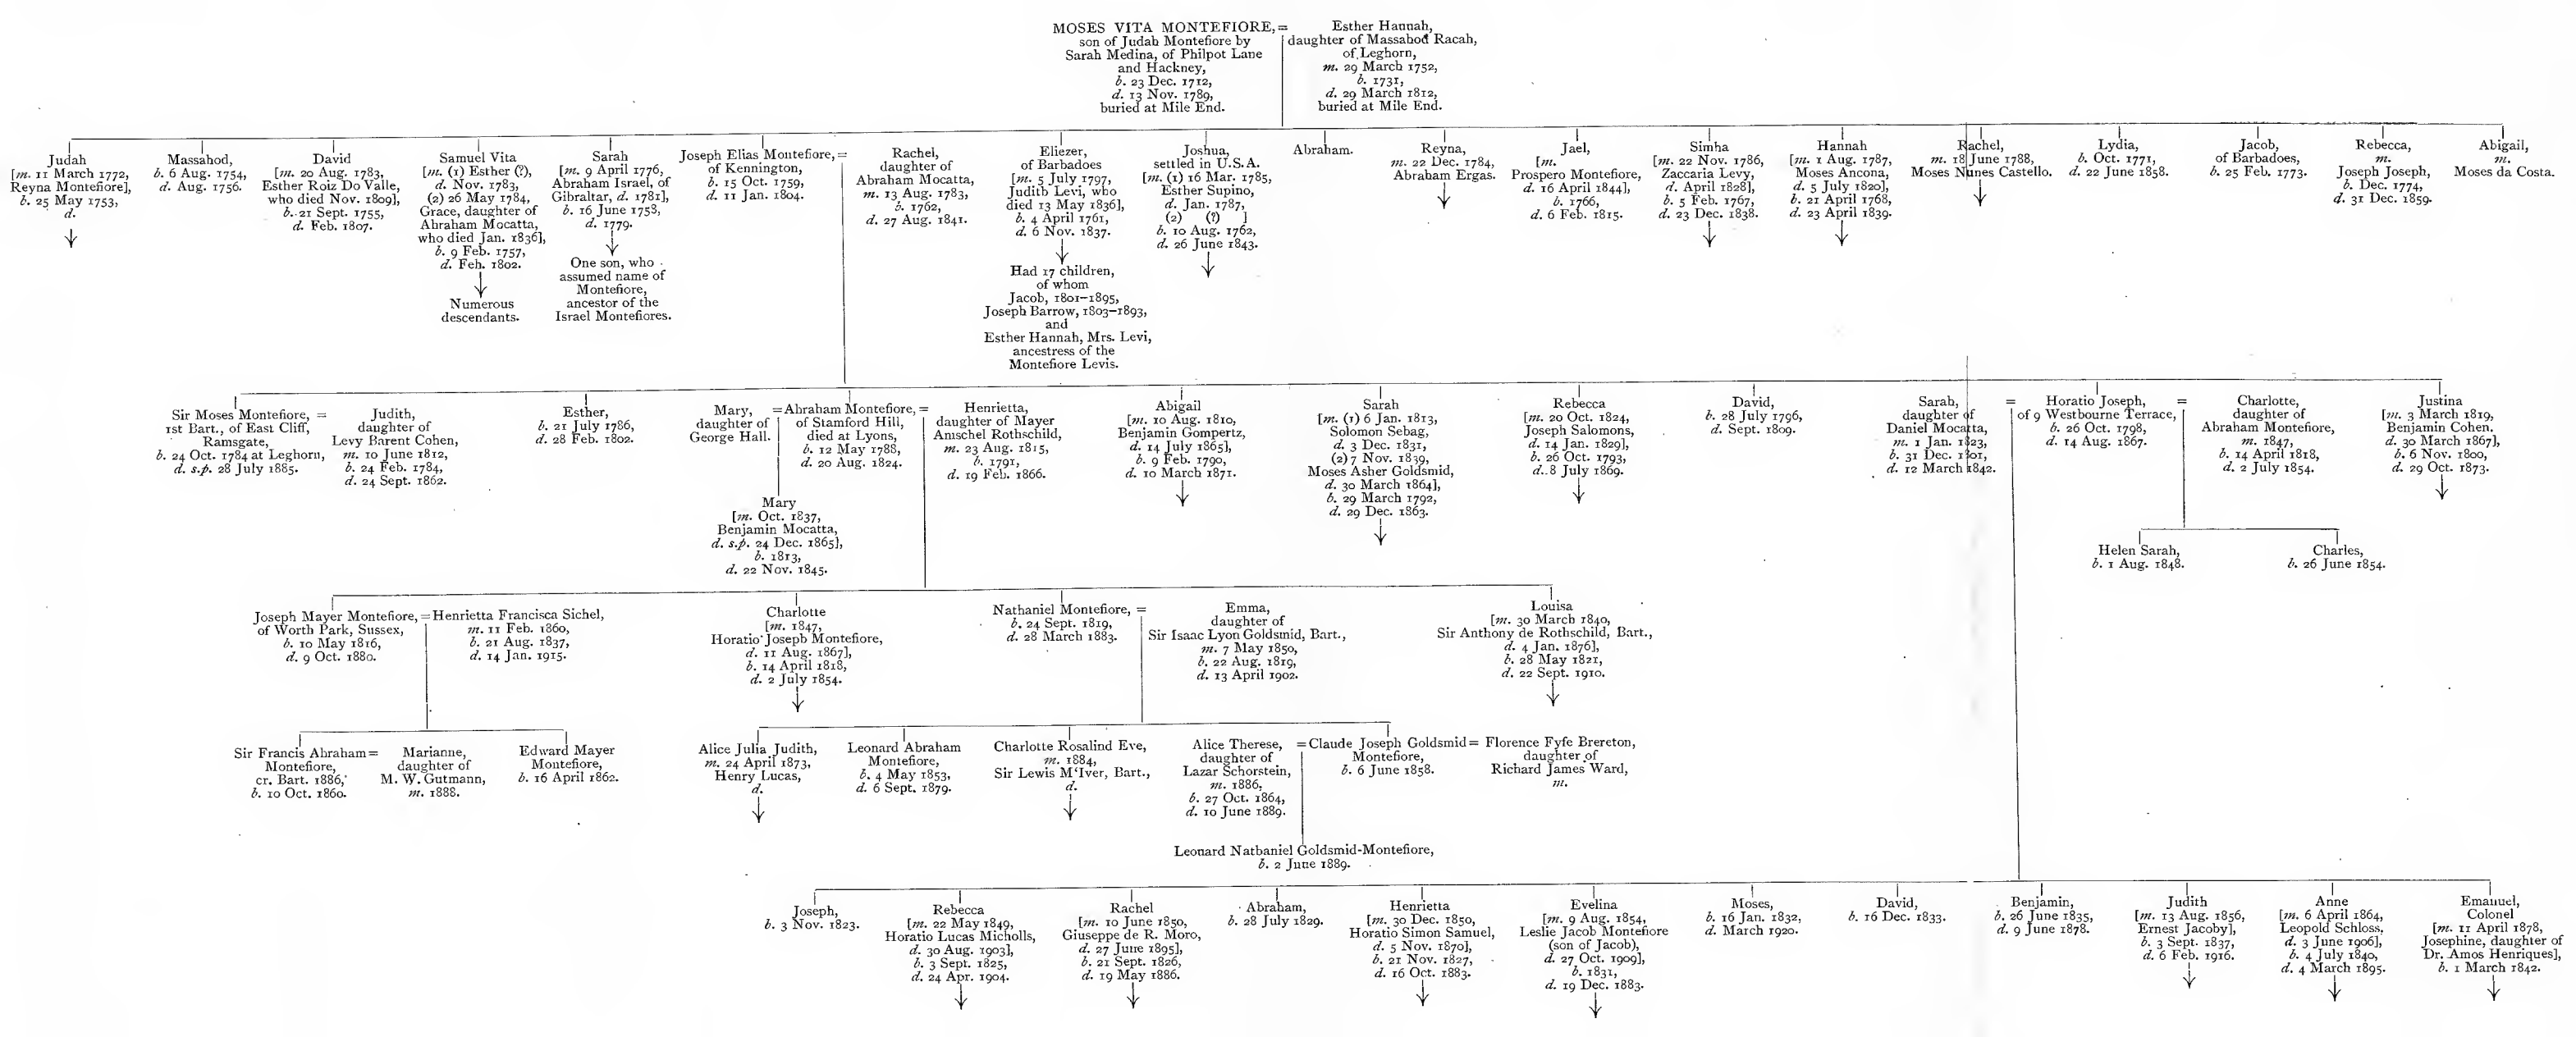 MOSES VITA MONTEFIORE, =
son of Judah Montefiore by
Sarah Medina, of Philpot Lane
and Hackney,
b. 23 Dec. 1712,
d. 13 Nov. 1789,
buried at Mile End.
Esther Hannah,
daughter of Massahod Racah,
of Leghorn,
m. 29 March 1752,
b. 1731,
d. 29 March 1812,
buried at Mile End.
Judah
[m. 11 March 1772,
Reyna Montefiore],
b. 25 May 1753,
d.
Massahod,
b. 6 Aug. 1754,
d. Aug. 1756.
David
[m. 20 Aug. 1783,
Esther Roiz Do Valle,
who died Nov. 1809],
b. 21 Sept. 1755,
d. Feb. 1807.
Samuel Vita
[m. (1) Esther (?),
d. Nov. 1783,
(2) 26 May 1784,
Grace, daughter of
Abraham Mocatta,
who died Jan. 1836],
b. 9 Feb. 1757,
d. Feb. 1802.
Numerous
descendants.
Sarah
[m. 9 April 1776,
Abraham Israel, of
Gibraltar, d. 1781],
b. 16 June 1758,
d. 1779.
One son, who
assumed name of
Montefiore,
ancestor of the
Israel Montefiores.
Joseph Elias Montefiore, =
of Kennington,
b. 15 Oct. 1759,
d. 11 Jan. 1804.
Rachel,
daughter of
Abraham Mocatta,
m. 13 Aug. 1783,
b. 1762,
d. 27 Aug. 1841.
Eliezer,
of Barbadoes
[m. 5 July 1797,
Judith Levi, who
died 13 May 1836],
b. 4 April 1761,
d. 6 Nov. 1837.
Had 17 children,
of whom
Jacob, 1801–1895,
Joseph Barrow, 1803–1893,
and
Esther Hannah, Mrs. Levi,
ancestress of the
Montefiore Levis.
Joshua,
settled in U.S.A.
[m. (1) 16 Mar. 1785,
Esther Supino,
d. Jan. 1787,
(2) (?) ]
b. 10 Aug. 1762,
d. 26 June 1843.
Abraham.
Reyna,
m. 22 Dec. 1784,
Abraham Ergas.
Jael,
[m.
Prospero Montefiore,
d. 16 April 1844],
b. 1766,
d. 6 Feb. 1815.
Simha
[m. 22 Nov. 1786,
Zaccaria Levy,
d. April 1828],
b. 5 Feb. 1767,
d. 23 Dec. 1838.
Hannah
[m. 1 Aug. 1787,
Moses Ancona,
d. 5 July 1820],
b. 21 April 1768,
d. 23 April 1839.
Rachel,
m. 18 June 1788,
Moses Nunes Castello.
Lydia,
b. Oct. 1771,
d. 22 June 1858.
Jacob,
of Barbadoes,
b. 25 Feb. 1773.
Rebecca,
m.
Joseph Joseph,
b. Dec. 1774,
d. 31 Dec. 1859.
Abigail,
m.
Moses da Costa.
Sir Moses Montefiore, =
1st Bart., of East Cliff,
Ramsgate,
b. 24 Oct. 1784 at Leghorn,
d. s.p. 28 July 1885.
Judith,
daughter of
Levy Barent Cohen,
m. 10 June 1812,
b. 24 Feb. 1784,
d. 24 Sept. 1862.
Esther,
b. 21 July 1786,
d. 28 Feb. 1802.
Mary,
daughter of
George Hall.
= Abraham Montefiore, =
of Stamford Hill,
died at Lyons,
b. 12 May 1788,
d. 20 Aug. 1824.
Henrietta,
daughter of Mayer
Amschel Rothschild,
m. 23 Aug. 1815,
b. 1791,
d. 19 Feb. 1866.
Mary
[m. Oct. 1837,
Benjamin Mocatta,
d. s.p. 24 Dec. 1865],
b. 1813,
d. 22 Nov. 1845.
Abigail
[m. 10 Aug. 1810,
Benjamin Gompertz,
d. 14 July 1865],
b. 9 Feb. 1790,
d. 10 March 1871.
Sarah
[m. (1) 6 Jan. 1813,
Solomon Sebag,
d. 3 Dec. 1831,
(2) 7 Nov. 1839,
Moses Asher Goldsmid,
d. 30 March 1864],
b. 29 March 1792,
d. 29 Dec. 1863.
Rebecca
[m. 20 Oct. 1824,
Joseph Salomons,
d. 14 Jan. 1829],
b. 26 Oct. 1793,
d. 8 July 1869.
David,
b. 28 July 1796,
d. Sept. 1809.
Sarah,
daughter of
Daniel Mocatta,
m. 1 Jan. 1823,
b. 31 Dec. 1801,
d. 12 March 1842.
= Horatio Joseph, =
of 9 Westbourne Terrace,
b. 26 Oct. 1798,
d. 14 Aug. 1867.
Charlotte,
daughter of
Abraham Montefiore,
m. 1847,
b. 14 April 1818,
d. 2 July 1854.
Justina
[m. 3 March 1819,
Benjamin Cohen.
d. 30 March 1867],
b. 6 Nov. 1800,
d. 29 Oct. 1873.
Helen Sarah,
b. 1 Aug. 1848.
Charles,
b. 26 June 1854.
Joseph Mayer Montefiore, =
of Worth Park, Sussex,
b. 10 May 1816,
d. 9 Oct. 1880.
Henrietta Francisca Sichel,
m. 11 Feb. 1860,
b. 21 Aug. 1837,
d. 14 Jan. 1915.
Charlotte
[m. 1847,
Horatio Joseph Montefiore,
d. 11 Aug. 1867],
b. 14 April 1818,
d. 2 July 1854.
Nathaniel Montefiore, =
b. 24 Sept. 1819,
d. 28 March 1883.
Emma,
daughter of
Sir Isaac Lyon Goldsmid, Bart.,
m. 7 May 1850,
b. 22 Aug. 1819,
d. 13 April 1902.
Louisa
[m. 30 March 1840,
Sir Anthony de Rothschild, Bart.,
d. 4 Jan. 1876],
b. 28 May 1821,
d. 22 Sept. 1910.
Sir Francis Abraham =
Montefiore,
cr. Bart. 1886,
b. 10 Oct. 1860.
Marianne,
daughter of
M. W. Gutmann,
m. 1888.
Edward Mayer
Montefiore,
b. 16 April 1862.
Alice Julia Judith,
m. 24 April 1873,
Henry Lucas,
d.
Leonard Abraham
Montefiore,
b. 4 May 1853,
d. 6 Sept. 1879.
Charlotte Rosalind Eve,
m. 1884,
Sir Lewis M'Iver, Bart.,
d.
Alice Therese,
daughter of
Lazar Schorstein,
m. 1886,
b. 27 Oct. 1864,
d. 10 June 1889.
= Claude Joseph Goldsmid =
Montefiore,
b. 6 June 1858.
Florence Fyfe Brereton,
daughter of
Richard James Ward,
m.
Leonard Nathaniel Goldsmid-Montefiore,
b. 2 June 1889.
Joseph,
b. 3 Nov. 1823.
Rebecca
[m. 22 May 1849,
Horatio Lucas Micholls,
d. 30 Aug. 1903],
b. 3 Sept. 1825,
d. 24 Apr. 1904.
Rachel
[m. 10 June 1850,
Giuseppe de R. Moro,
d. 27 June 1895],
b. 21 Sept. 1826,
d. 19 May 1886.
Abraham,
b. 28 July 1829.
Henrietta
[m. 30 Dec. 1850,
Horatio Simon Samuel,
d. 5 Nov. 1870],
b. 21 Nov. 1827,
d. 16 Oct. 1883.
Evelina
[m. 9 Aug. 1854,
Leslie Jacob Montefiore
(son of Jacob),
d. 27 Oct. 1909],
b. 1831,
d. 19 Dec. 1883.
Moses,
b. 16 Jan. 1832,
d. March 1920.
David,
b. 16 Dec. 1833.
Benjamin,
b. 26 June 1835,
d. 9 June 1878.
Judith
[m. 13 Aug. 1856,
Ernest Jacoby],
b. 3 Sept. 1837,
d. 6 Feb. 1916.
Anne
[m. 6 April 1864,
Leopold Schloss,
d. 3 June 1906],
b. 4 July 1840,
d. 4 March 1895.
Emanuel,
Colonel
[m. 11 April 1878,
Josephine, daughter of
Dr. Amos Henriques],
b. 1 March 1842.